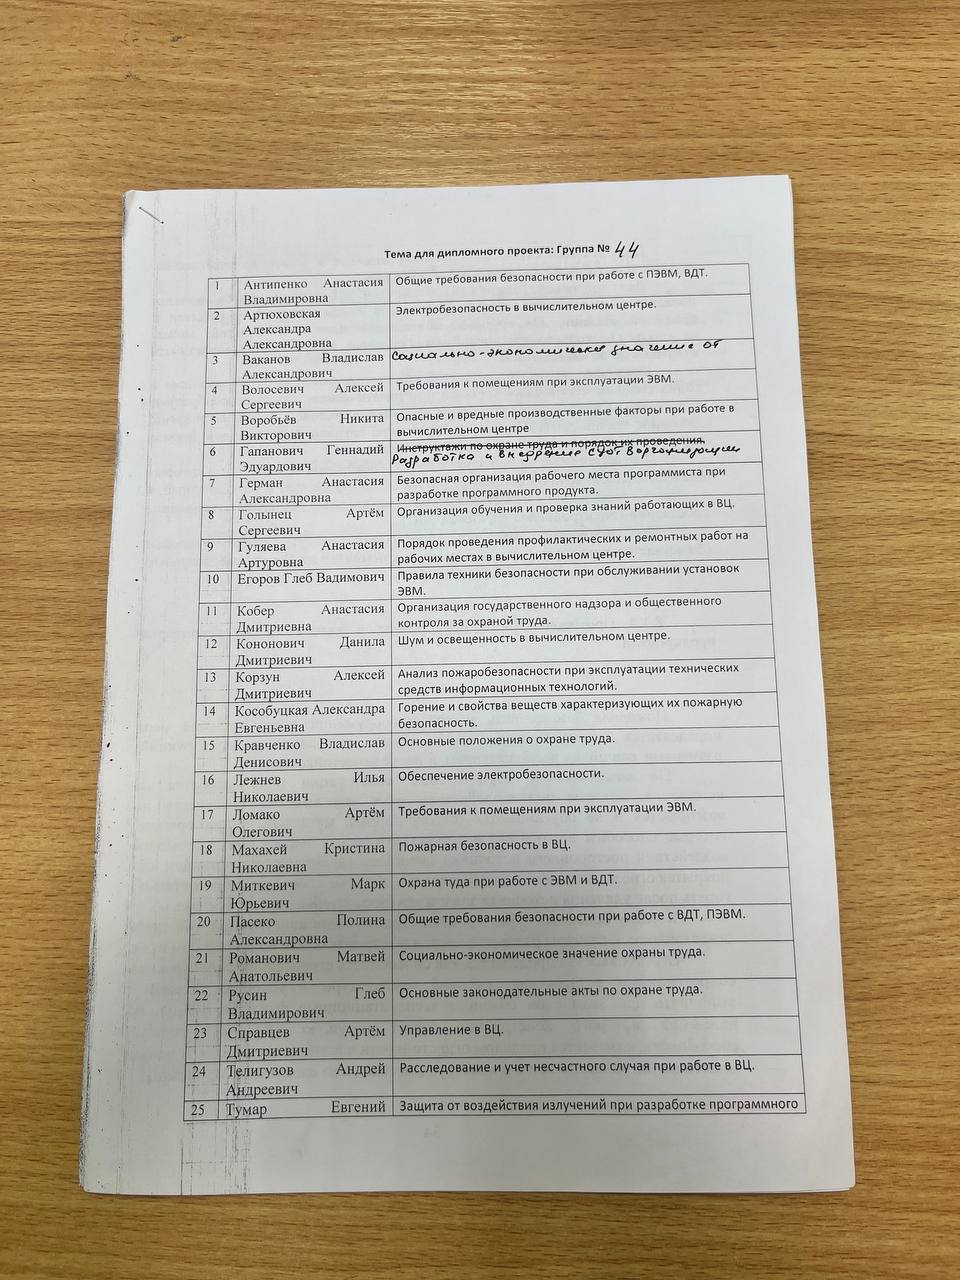 Тема для дипломного проекта: Группа № 44
1 Антипенко Анастасия Общие требования безопасности при работе с ПЭВМ, ВДТ.
Владимировна
2 Артюховская Электробезопасность в вычислительном центре.
Александра
Александровна
3 Ваканов Владислав Социально-экономическое значение от
Александрович
4 Волосевич Алексей Требования к помещениям при эксплуатации ЭВМ.
Сергеевич
5 Воробьёв Никита Опасные и вредные производственные факторы при работе в
Викторович вычислительном центре
6 Гапанович Геннадий Инструктажи по охране труда и порядок их проведения.
Эдуардович Разработка и внедрение СУОТ в организации
7 Герман Анастасия Безопасная организация рабочего места программиста при
Александровна разработке программного продукта.
8 Голынец Артём Организация обучения и проверка знаний работающих в ВЦ.
Сергеевич
9 Гуляева Анастасия Порядок проведения профилактических и ремонтных работ на
Артуровна рабочих местах в вычислительном центре.
10 Егоров Глеб Вадимович Правила техники безопасности при обслуживании установок
ЭВМ.
11 Кобер Анастасия Организация государственного надзора и общественного
Дмитриевна контроля за охраной труда.
12 Кононович Данила Шум и освещенность в вычислительном центре.
Дмитриевич
13 Корзун Алексей Анализ пожаробезопасности при эксплуатации технических
Дмитриевич средств информационных технологий.
14 Кособуцкая Александра Горение и свойства веществ характеризующих их пожарную
Евгеньевна безопасность.
15 Кравченко Владислав Основные положения о охране труда.
Денисович
16 Лежнев Илья Обеспечение электробезопасности.
Николаевич
17 Ломако Артём Требования к помещениям при эксплуатации ЭВМ.
Олегович
18 Махахей Кристина Пожарная безопасность в ВЦ.
Николаевна
19 Миткевич Марк Охрана туда при работе с ЭВМ и ВДТ.
Юрьевич
20 Пасеко Полина Общие требования безопасности при работе с ВДТ, ПЭВМ.
Александровна
21 Романович Матвей Социально-экономическое значение охраны труда.
Анатольевич
22 Русин Глеб Основные законодательные акты по охране труда.
Владимирович
23 Справцев Артём Управление в ВЦ.
Дмитриевич
24 Телигузов Андрей Расследование и учет несчастного случая при работе в ВЦ.
Андреевич
25 Тумар Евгений Защита от воздействия излучений при разработке программного